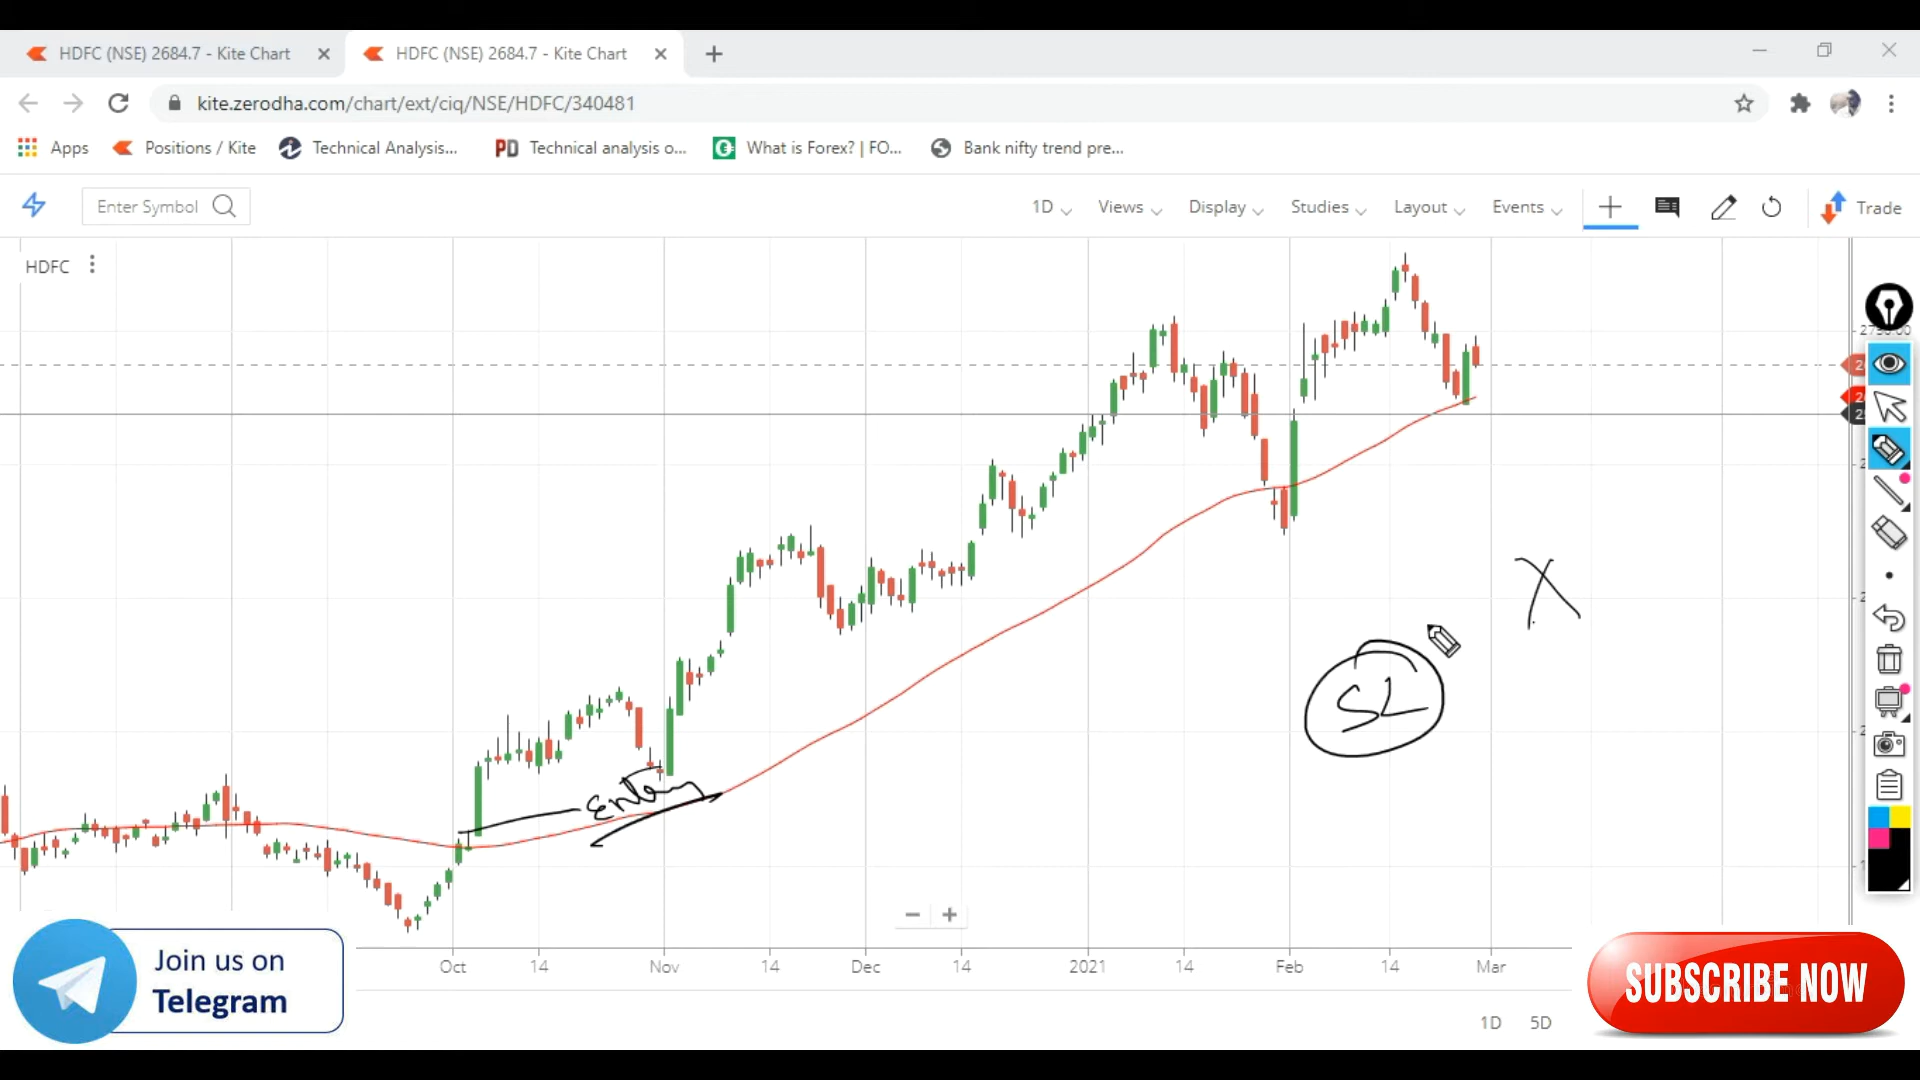 HDFC (NSE) 2684.7 - Kite Chart
HDFC (NSE) 2684.7 - Kite Chart
kite.zerodha.com/chart/ext/ciq/NSE/HDFC/340481
Apps
Positions / Kite
Technical Analysis...
Technical analysis o...
What is Forex? | FO...
Bank nifty trend pre...
Enter Symbol
1D
Views
Display
Studies
Layout
Events
Trade
HDFC
Entry
SL
X
Oct
14
Nov
14
Dec
14
2021
14
Feb
14
Mar
1D
5D
Join us on
Telegram
SUBSCRIBE NOW